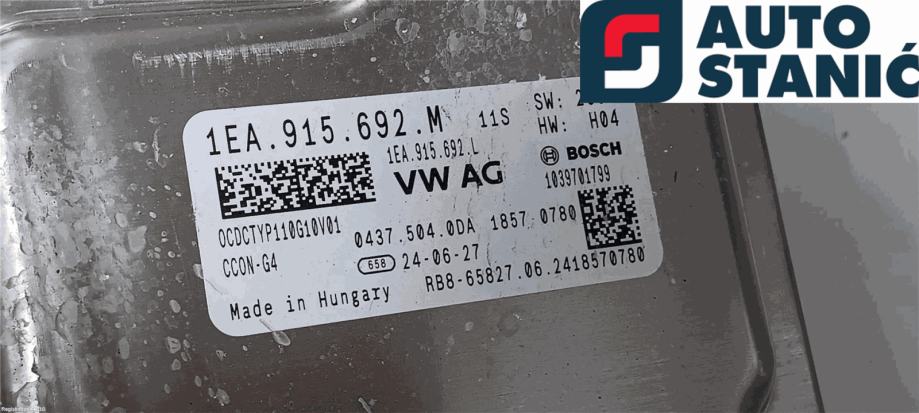 AUTO
STANIĆ
1EA.915.692.M 11S SW:
HW: H04
1EA.915.692.L
VW AG
BOSCH
1039701799
OCDCTYP110G10V01
0437.504.0DA 1857 0780
CCON-G4
658 24-06-27
RB8-65827.06.2418570780
Made in Hungary